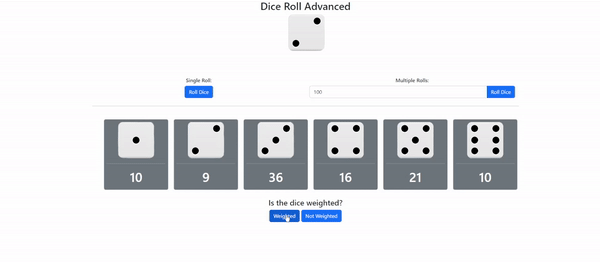 Dice Roll Advanced
Single Roll:
Roll Dice
Multiple Rolls:
100
Roll Dice
10 9 36 16 21 10
Is the dice weighted?
Weighted Not Weighted